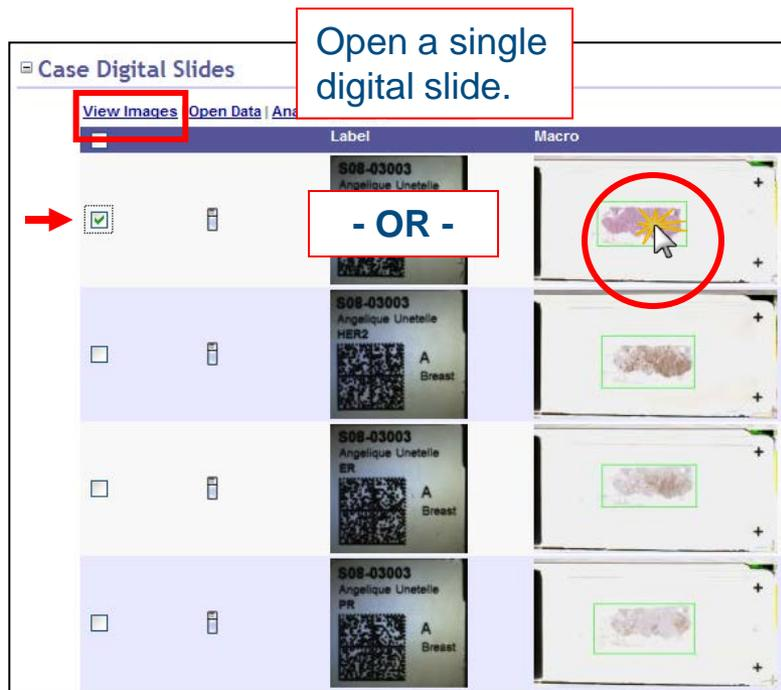 Open a single
digital slide.
Case Digital Slides
View Images Open Data | Ana
Label Macro
S08-03003
Angelique Unetelle
- OR -
S08-03003
Angelique Unetelle
HER2
A
Breast
S08-03003
Angelique Unetelle
ER
A
Breast
S08-03003
Angelique Unetelle
PR
A
Breast